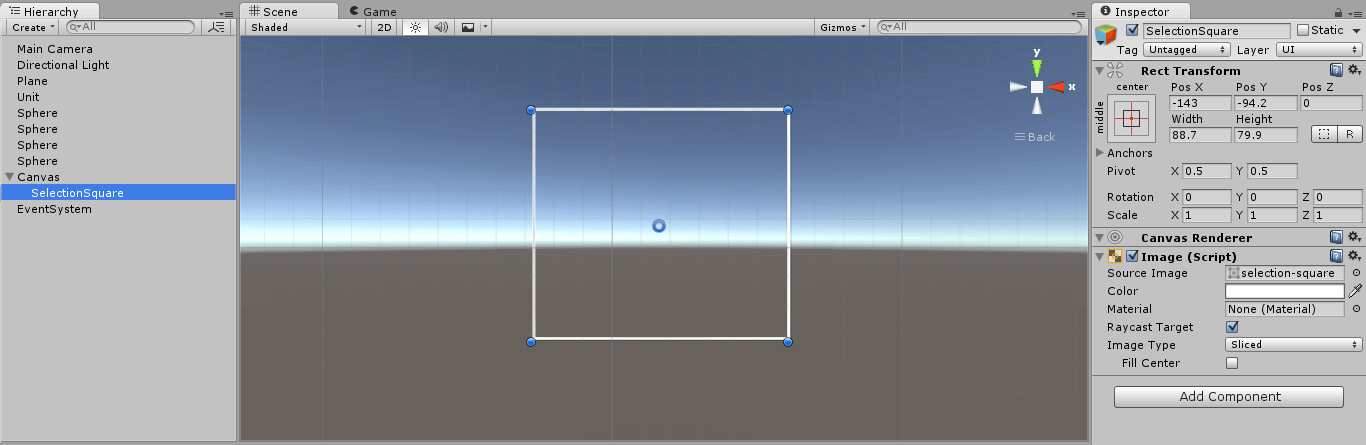 Hierarchy
Create
All
Main Camera
Directional Light
Plane
Unit
Sphere
Sphere
Sphere
Sphere
Canvas
SelectionSquare
EventSystem
Scene
Game
Shaded
2D
Gizmos
All
y
x
Back
Inspector
SelectionSquare
Static
Tag Untagged Layer UI
Rect Transform
center
middle
Pos X Pos Y Pos Z
-143 -94.2 0
Width Height
88.7 79.9
R
Anchors
Pivot X 0.5 Y 0.5
Rotation X 0 Y 0 Z 0
Scale X 1 Y 1 Z 1
Canvas Renderer
Image (Script)
Source Image selection-square
Color
Material None (Material)
Raycast Target
Image Type Sliced
Fill Center
Add Component